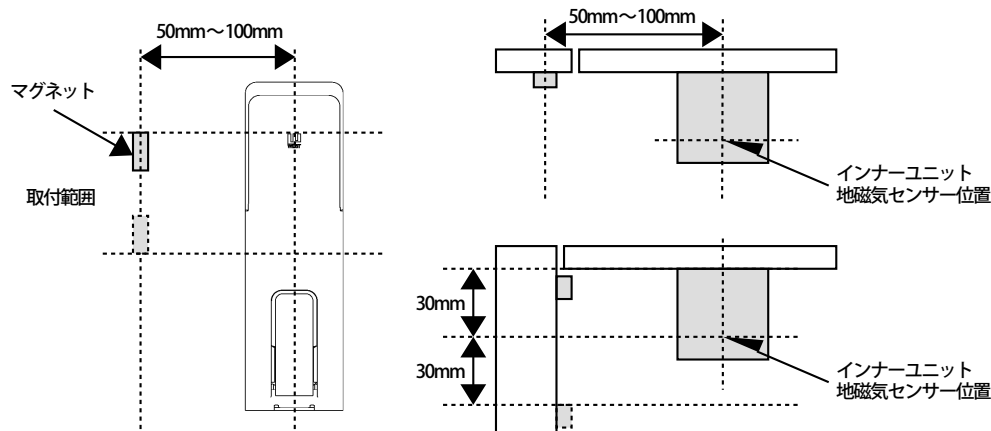 50mm～100mm
マグネット
取付範囲
50mm～100mm
インナーユニット
地磁気センサー位置
30mm
30mm
インナーユニット
地磁気センサー位置